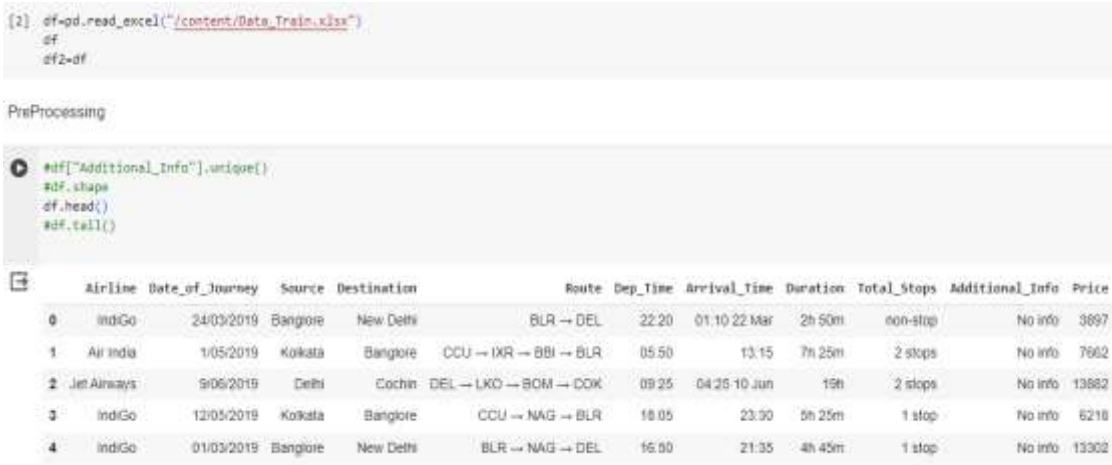 [2] df=pd.read_excel("/content/Data_Train.xlsx")
df
df2=df
PreProcessing
#df["Additional_Info"].unique()
#df.shape
df.head()
#df.tail()
Airline Date_of_Journey Source Destination Route Dep_Time Arrival_Time Duration Total_Stops Additional_Info Price
0 IndiGo 24/03/2019 Banglore New Delhi BLR → DEL 22:20 01:10 22 Mar 2h 50m non-stop No info 3897
1 Air India 1/05/2019 Kolkata Banglore CCU → IXR → BBI → BLR 05:50 13:15 7h 25m 2 stops No info 7662
2 Jet Airways 9/06/2019 Delhi Cochin DEL → LKO → BOM → COK 09:25 04:25 10 Jun 19h 2 stops No info 13882
3 IndiGo 12/05/2019 Kolkata Banglore CCU → NAG → BLR 18:05 23:30 5h 25m 1 stop No info 6218
4 IndiGo 01/03/2019 Banglore New Delhi BLR → NAG → DEL 16:50 21:35 4h 45m 1 stop No info 13302